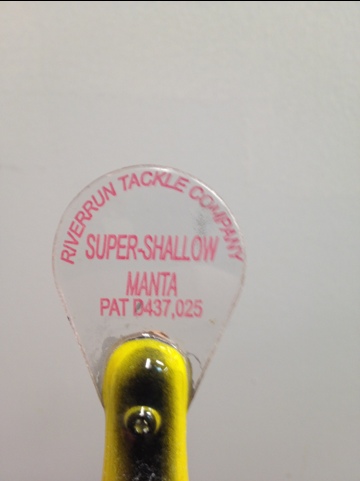 RIVERRUN TACKLE COMPANY
SUPER-SHALLOW
MANTA
PAT D437,025